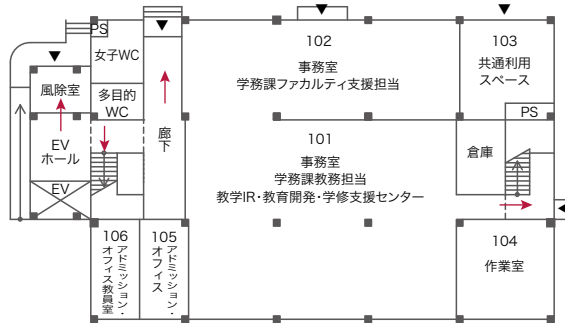 PS
女子WC
風除室
多目的
WC
EV
ホール
EV
廊
下
102
事務室
学務課ファカルティ支援担当
103
共通利用
スペース
PS
101
事務室
学務課教務担当
教学IR・教育開発・学修支援センター
倉庫
106
アドミッション・
オフィス教員室
105
アドミッション・
オフィス
104
作業室